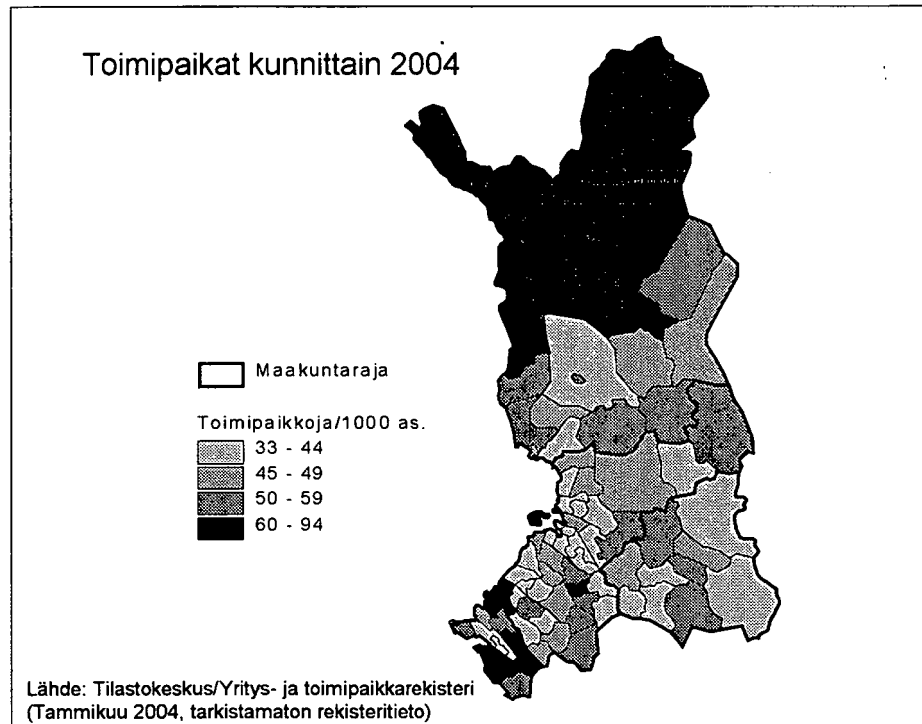 Toimipaikat kunnittain 2004
Maakuntaraja
Toimipaikkoja/1000 as.
33 - 44
45 - 49
50 - 59
60 - 94
Lähde: Tilastokeskus/Yritys- ja toimipaikkarekisteri
(Tammikuu 2004, tarkistamaton rekisteritieto)